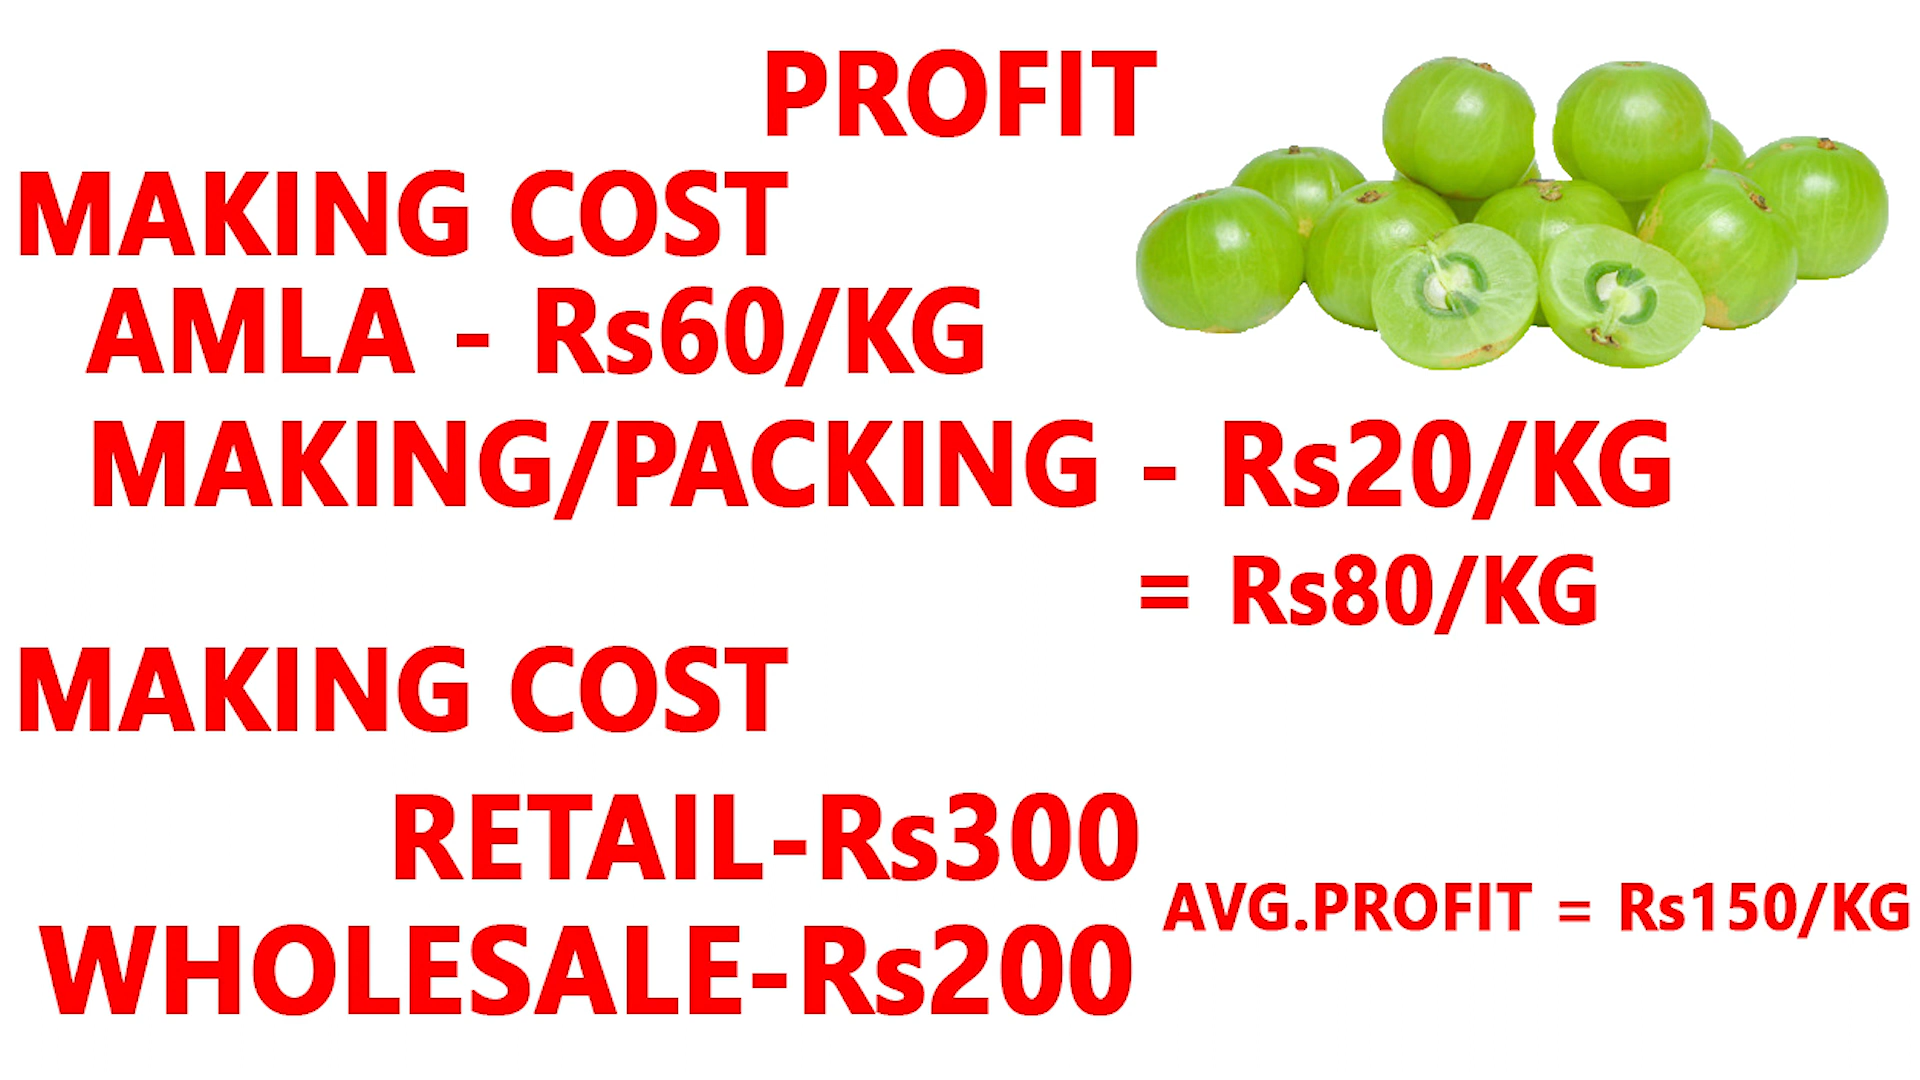 PROFIT
MAKING COST
AMLA - Rs60/KG
MAKING/PACKING - Rs20/KG
= Rs80/KG
MAKING COST
RETAIL-Rs300
AVG.PROFIT = Rs150/KG
WHOLESALE-Rs200